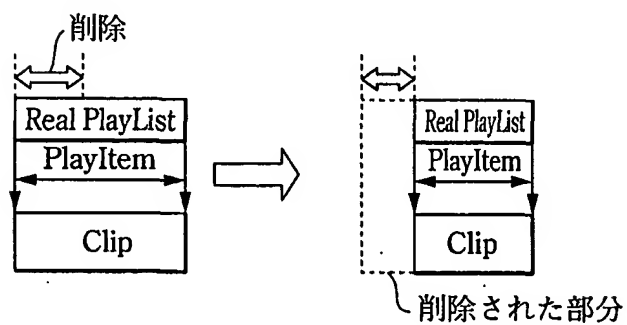 削除
Real PlayList
PlayItem
Clip
Real PlayList
PlayItem
Clip
削除された部分